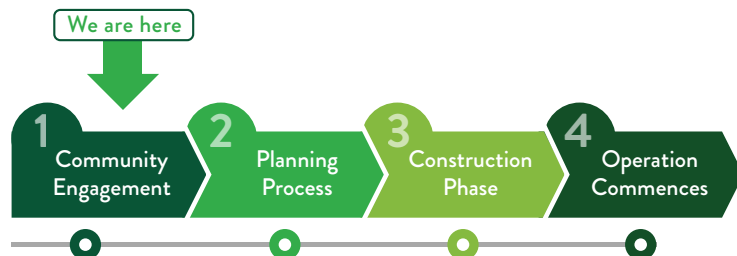 We are here
1
Community
Engagement
2
Planning
Process
3
Construction
Phase
4
Operation
Commences